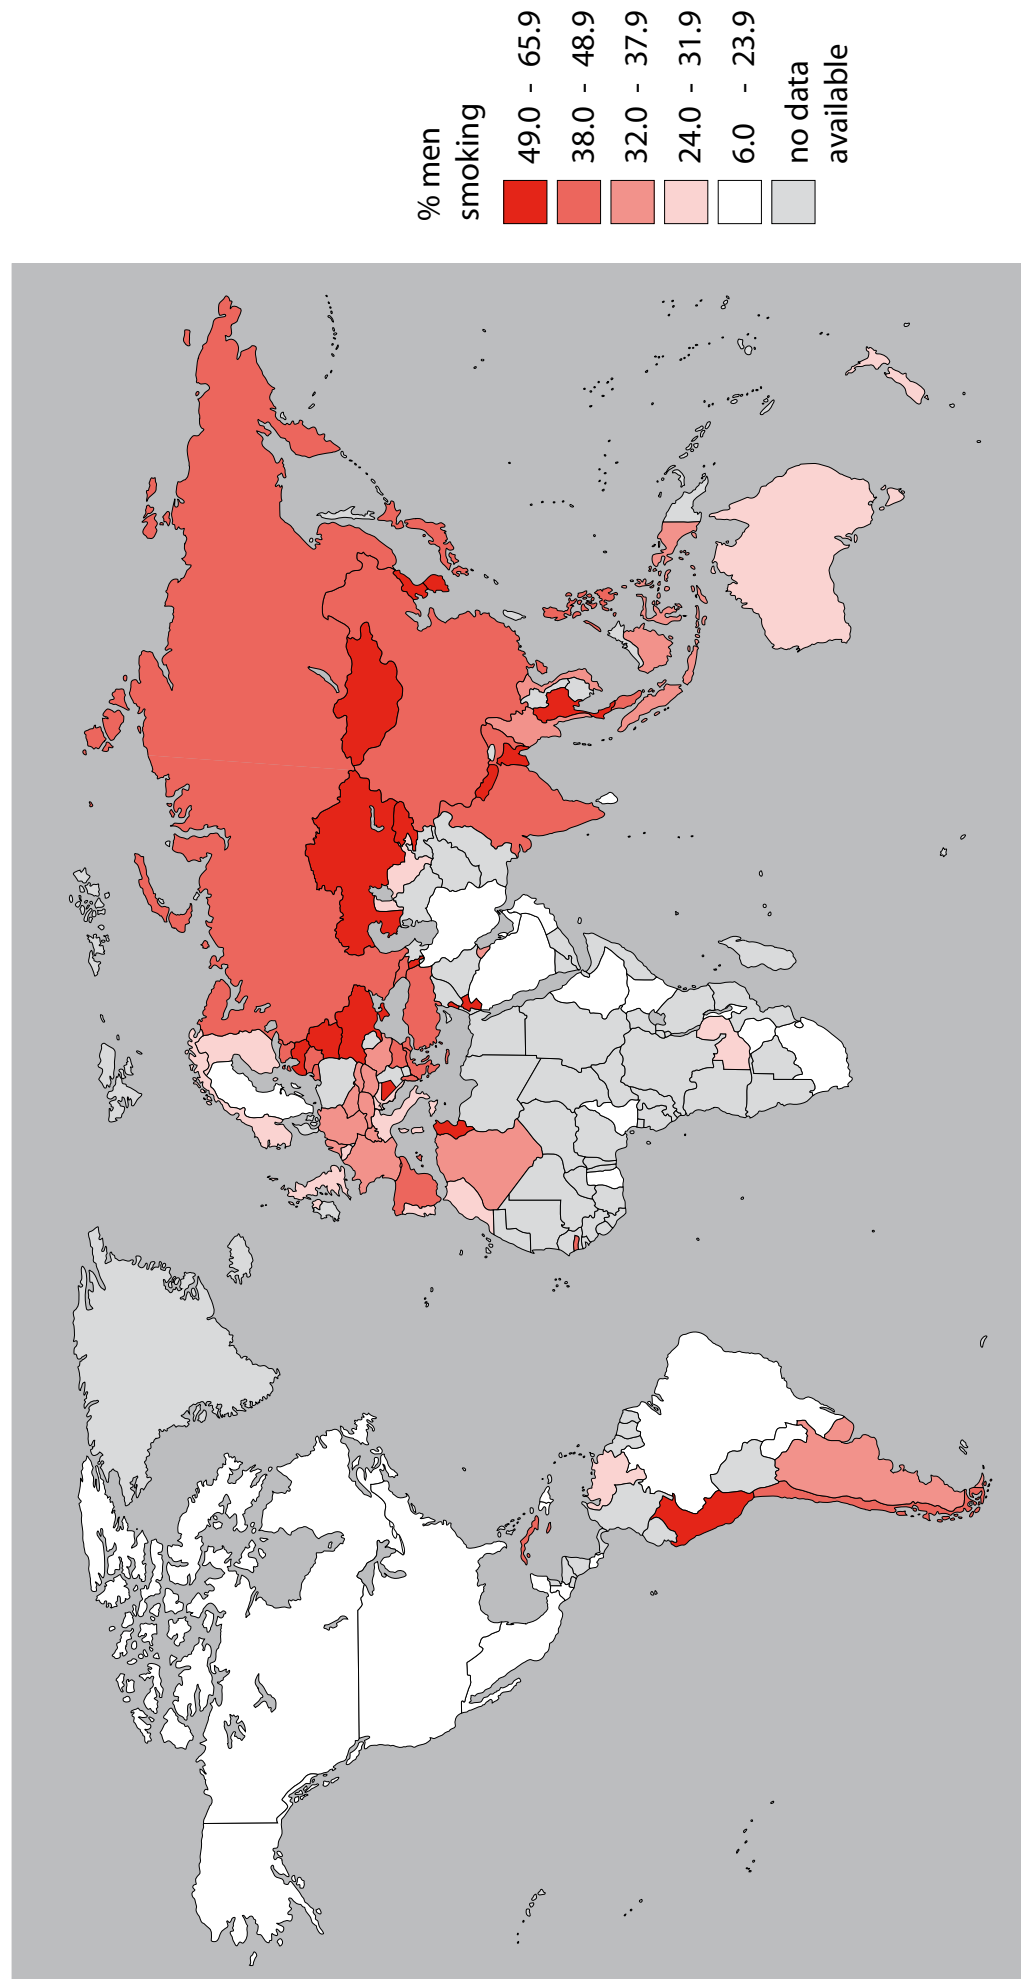 % men
smoking
49.0 - 65.9
38.0 - 48.9
32.0 - 37.9
24.0 - 31.9
6.0 - 23.9
no data
available